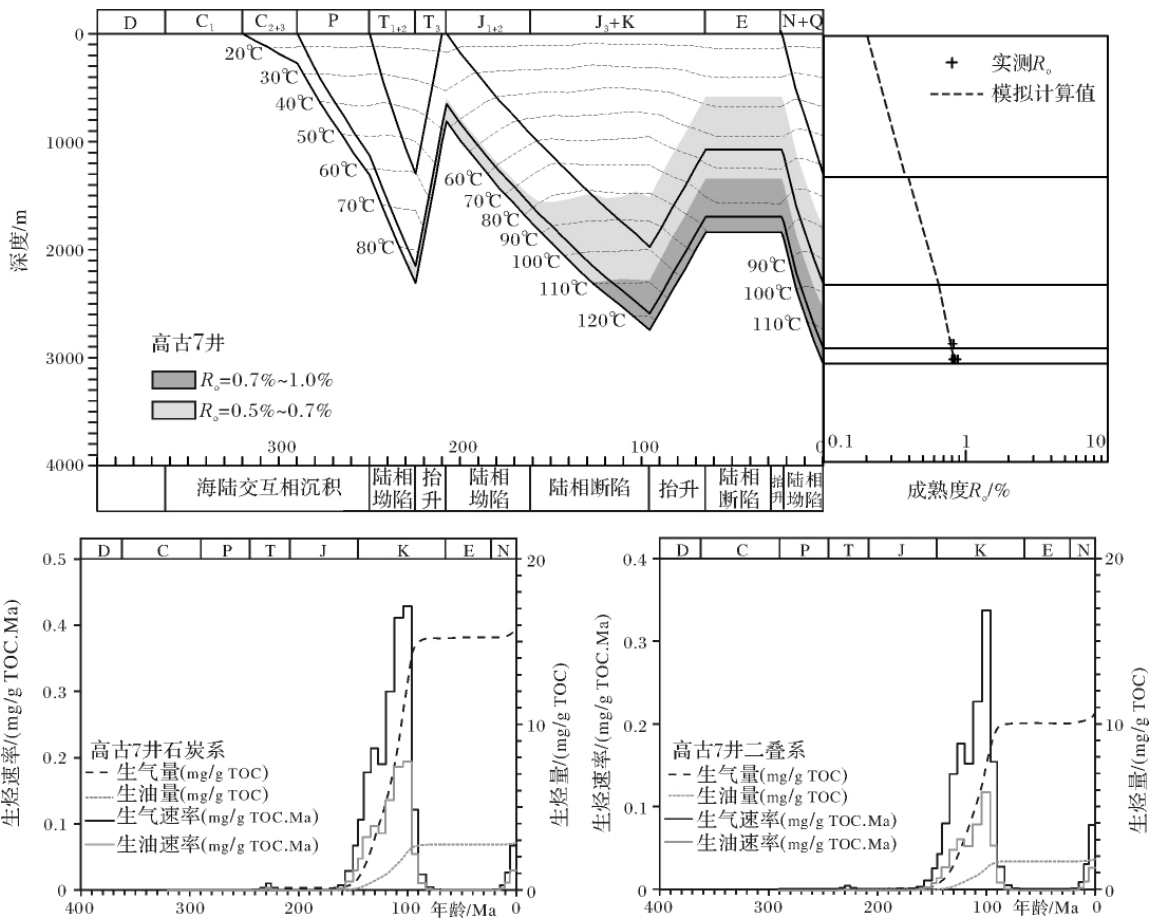 D C₁ C₂₊₃ P T₁₊₂ T₃ J₁₊₂ J₃+K E N+Q
0
1000
2000
3000
4000
深度/m
20℃
30℃
40℃
50℃
60℃
70℃
80℃
60℃
70℃
80℃
90℃
100℃
110℃
120℃
90℃
100℃
110℃
高古7井
Rₒ=0.7%~1.0%
Rₒ=0.5%~0.7%
300 200 100 0
海陆交互相沉积
陆相
坳陷
抬
升
陆相
坳陷
陆相断陷
抬升
陆相
断陷
抬
升
陆相
坳陷
实测Rₒ
模拟计算值
0.1 1 10
成熟度Rₒ/%
D C P T J K E N
0.5
0.4
0.3
0.2
0.1
0
生烃速率/(mg/g TOC.Ma)
20
10
0
生烃量/(mg/g TOC)
高古7井石炭系
生气量(mg/g TOC)
生油量(mg/g TOC)
生气速率(mg/g TOC.Ma)
生油速率(mg/g TOC.Ma)
400 300 200 100 年龄/Ma 0
D C P T J K E N
0.4
0.3
0.2
0.1
0
生烃速率/(mg/g TOC.Ma)
20
10
0
生烃量/(mg/g TOC)
高古7井二叠系
生气量(mg/g TOC)
生油量(mg/g TOC)
生气速率(mg/g TOC.Ma)
生油速率(mg/g TOC.Ma)
400 300 200 100 年龄/Ma 0